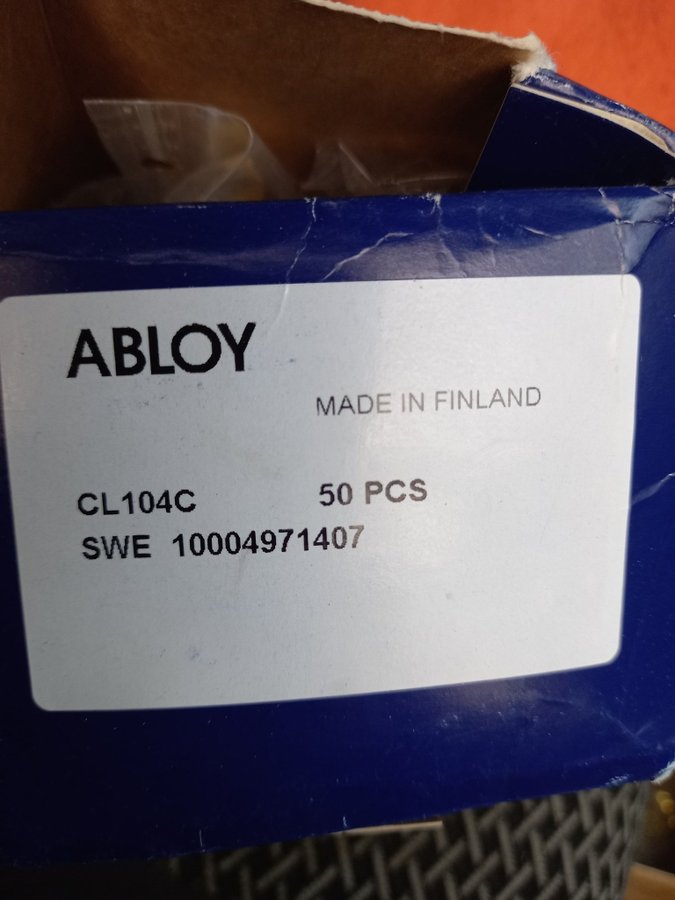 ABLOY
MADE IN FINLAND
CL104C 50 PCS
SWE 10004971407